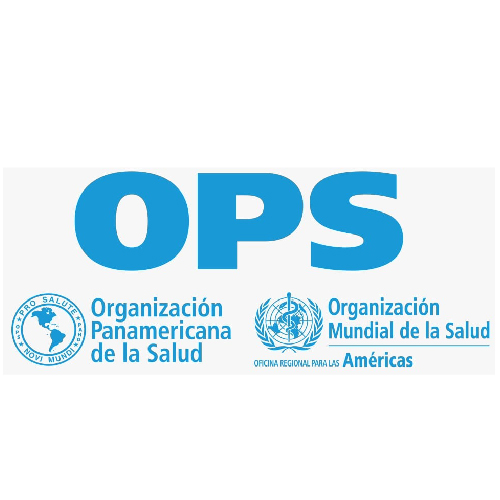 OPS
PRO SALUTE
NOVI MUNDI
Organización
Panamericana
de la Salud
Organización
Mundial de la Salud
OFICINA REGIONAL PARA LAS Américas